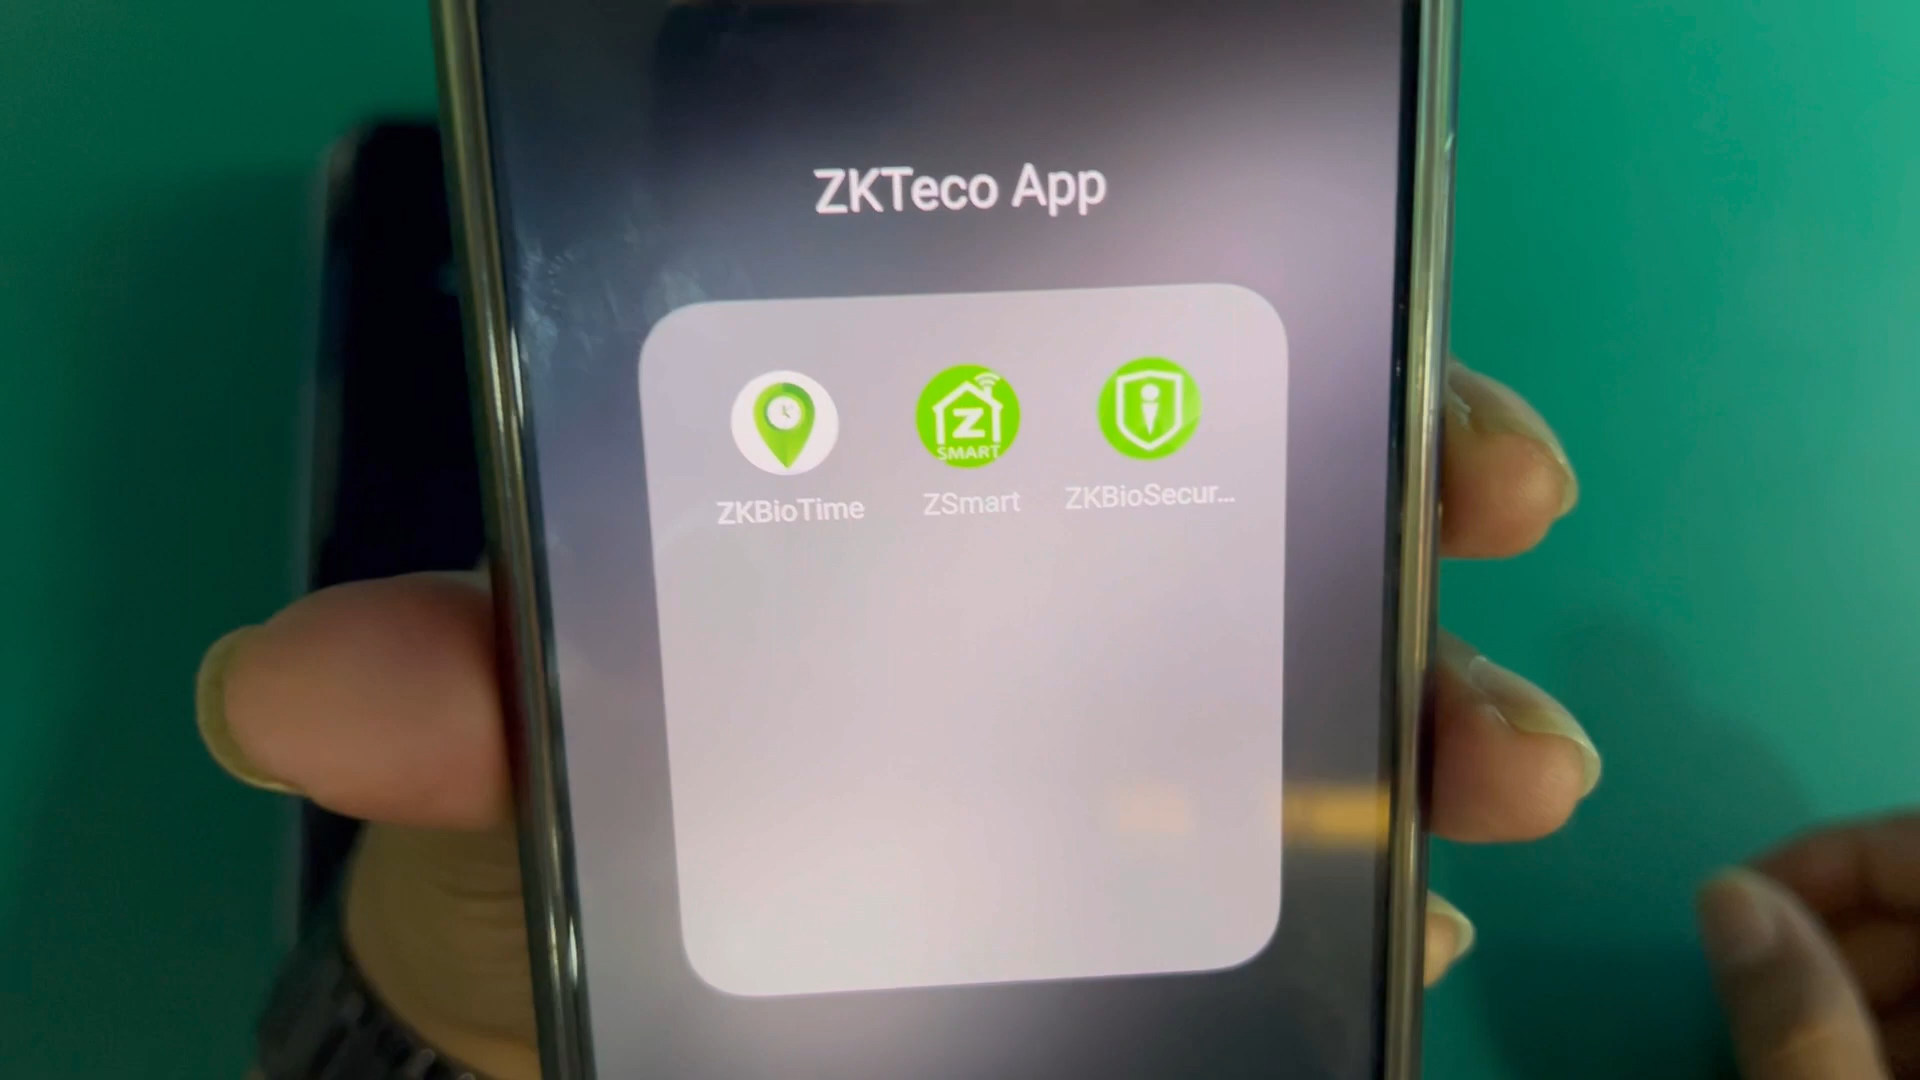 ZKTeco App
Z
SMART
ZKBioTime
ZSmart
ZKBioSecur...